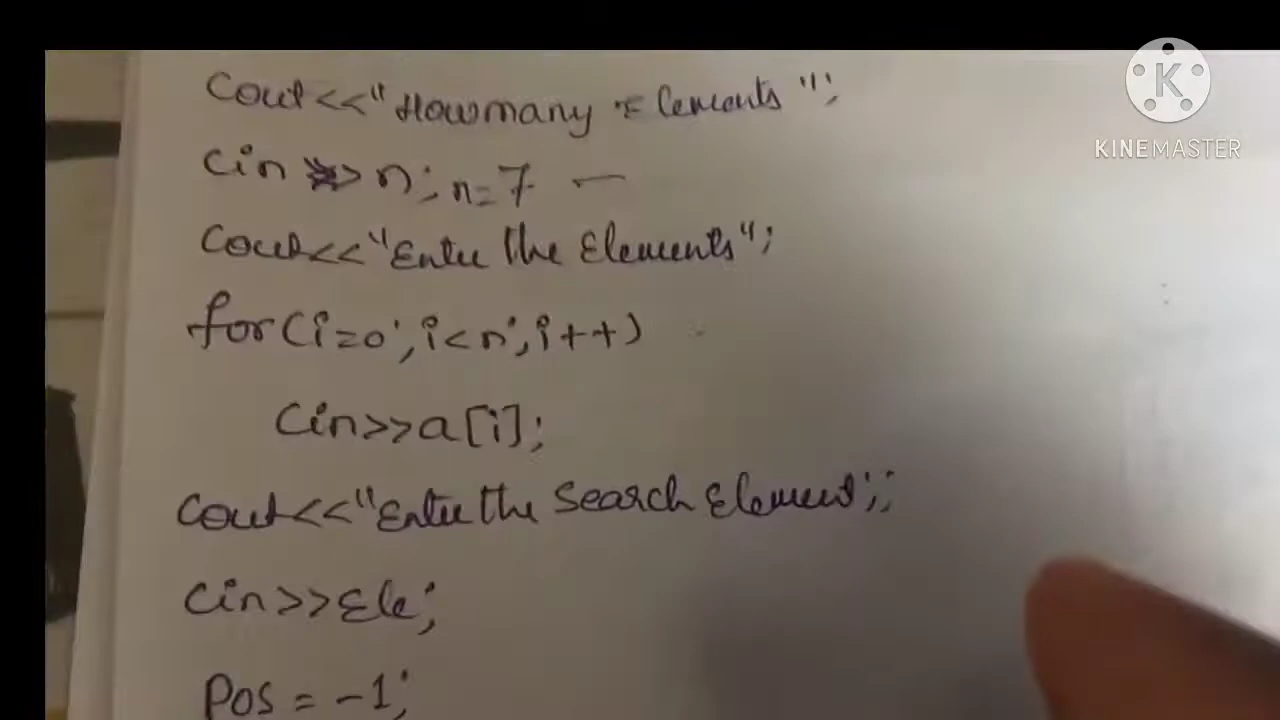 Cout<<"Howmany Elements";
Cin >> n; n=7 —
Cout<<"Enter the Elements";
for(i=0; i<n; i++)
Cin>>a[i];
Cout<<"Enter the Search Element";
Cin>>Ele;
Pos = -1;
K
KINEMASTER